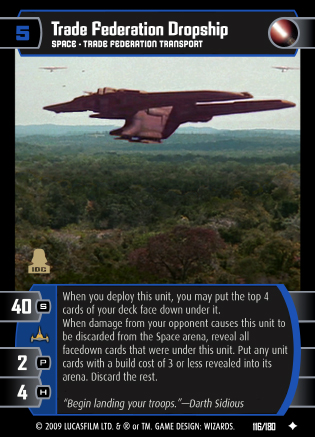 5
Trade Federation Dropship
SPACE - TRADE FEDERATION TRANSPORT
IDC
40 S
2 P
4 H
When you deploy this unit, you may put the top 4
cards of your deck face down under it.
When damage from your opponent causes this unit to
be discarded from the Space arena, reveal all
facedown cards that were under this unit. Put any unit
cards with a build cost of 3 or less revealed into its
arena. Discard the rest.
"Begin landing your troops."—Darth Sidious
© 2009 LUCASFILM LTD. & ® or TM. GAME DESIGN: WIZARDS.
116/180